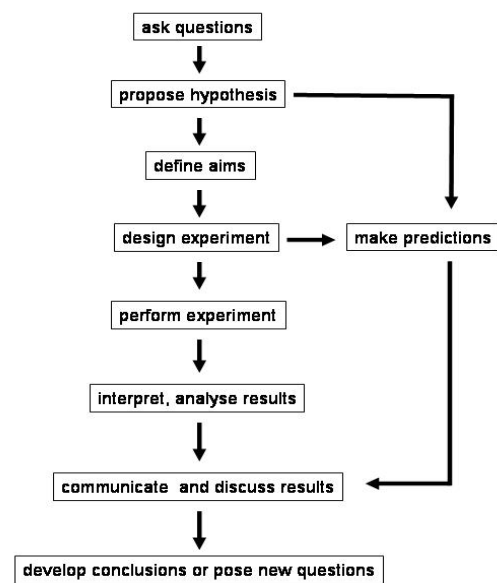 ask questions
propose hypothesis
define aims
design experiment
make predictions
perform experiment
interpret, analyse results
communicate and discuss results
develop conclusions or pose new questions